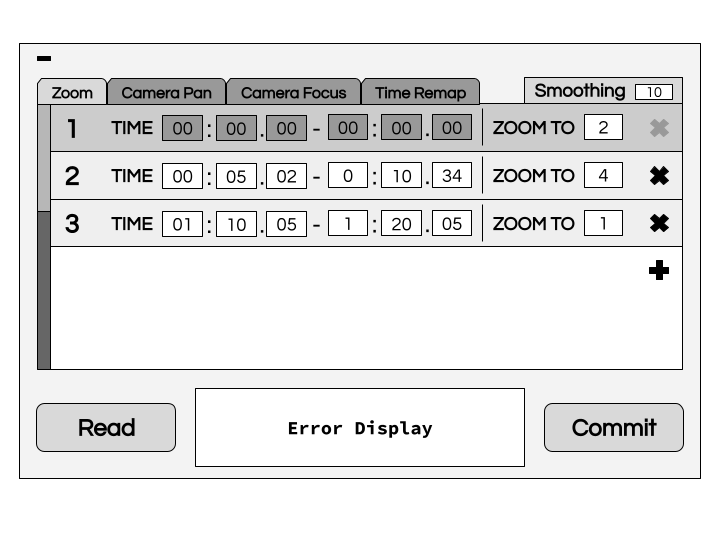 Zoom Camera Pan Camera Focus Time Remap Smoothing 10
1 TIME 00 : 00 . 00 - 00 : 00 . 00 ZOOM TO 2 ✖
2 TIME 00 : 05 . 02 - 0 : 10 . 34 ZOOM TO 4 ✖
3 TIME 01 : 10 . 05 - 1 : 20 . 05 ZOOM TO 1 ✖
Read Error Display Commit